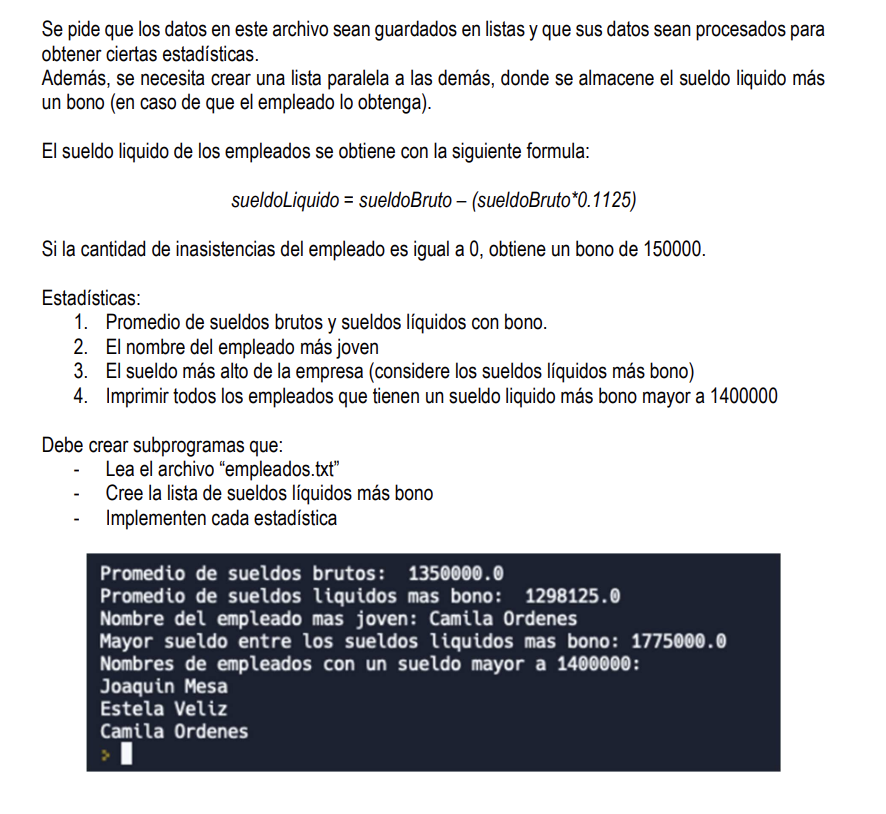 Se pide que los datos en este archivo sean guardados en listas y que sus datos sean procesados para
obtener ciertas estadísticas.
Además, se necesita crear una lista paralela a las demás, donde se almacene el sueldo liquido más
un bono (en caso de que el empleado lo obtenga).
El sueldo liquido de los empleados se obtiene con la siguiente formula:
sueldoLiquido = sueldoBruto – (sueldoBruto*0.1125)
Si la cantidad de inasistencias del empleado es igual a 0, obtiene un bono de 150000.
Estadísticas:
1. Promedio de sueldos brutos y sueldos líquidos con bono.
2. El nombre del empleado más joven
3. El sueldo más alto de la empresa (considere los sueldos líquidos más bono)
4. Imprimir todos los empleados que tienen un sueldo liquido más bono mayor a 1400000
Debe crear subprogramas que:
- Lea el archivo “empleados.txt”
- Cree la lista de sueldos líquidos más bono
- Implementen cada estadística
Promedio de sueldos brutos:  1350000.0
Promedio de sueldos liquidos mas bono:  1298125.0
Nombre del empleado mas joven: Camila Ordenes
Mayor sueldo entre los sueldos liquidos mas bono: 1775000.0
Nombres de empleados con un sueldo mayor a 1400000:
Joaquin Mesa
Estela Veliz
Camila Ordenes
>